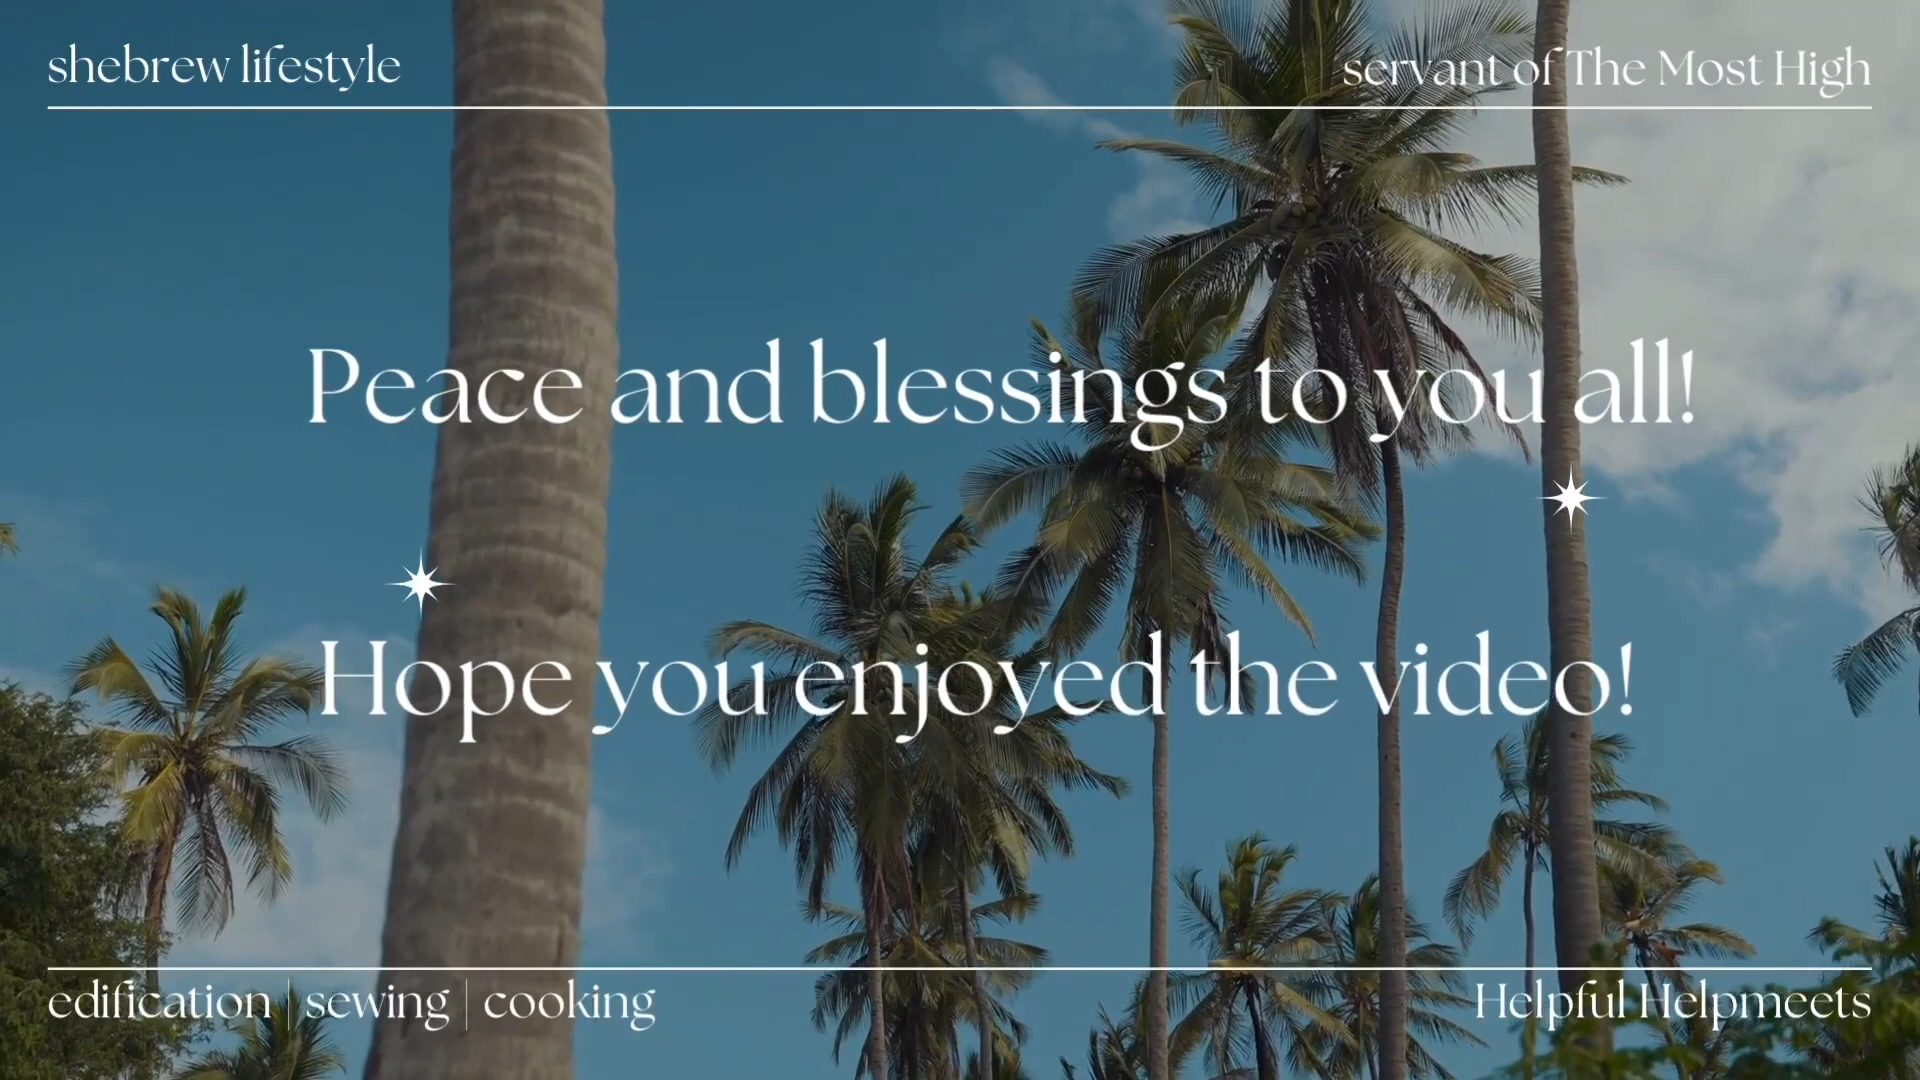 shebrew lifestyle
servant of The Most High
Peace and blessings to you all!
Hope you enjoyed the video!
edification | sewing | cooking
Helpful Helpmeets